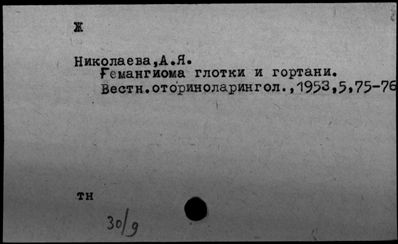 Ж
Николаева,А.Я.
Гемангиома глотки и гортани.
Вестн.оториноларингол.,1953,5,75-76
тн
30/9